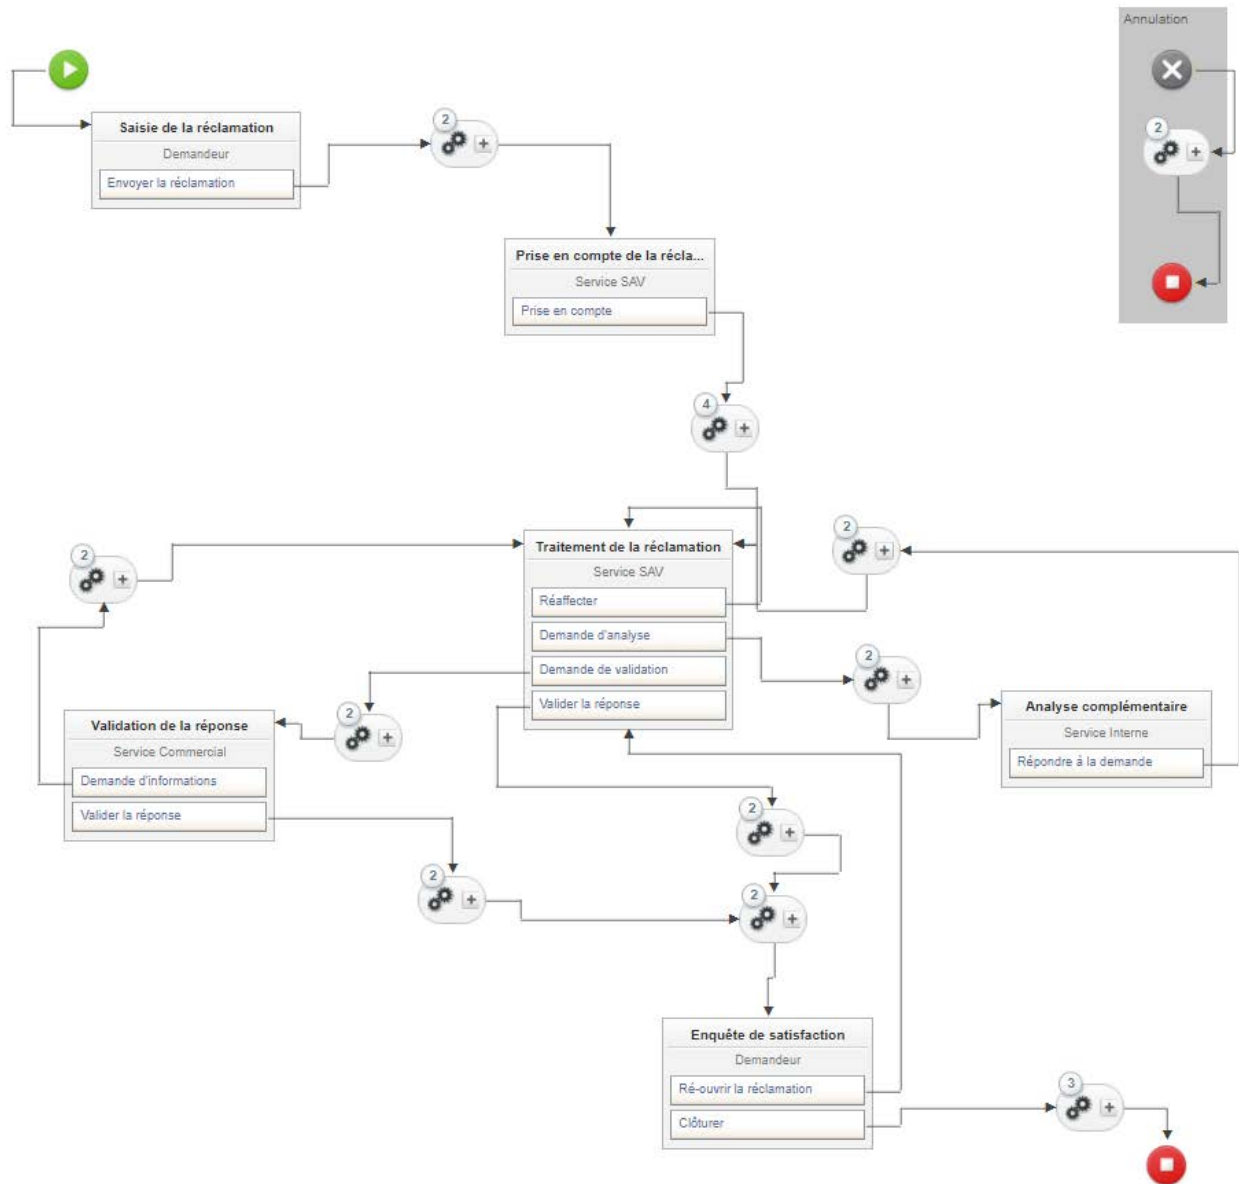 Annulation
2
Saisie de la réclamation
Demandeur
Envoyer la réclamation
2
Prise en compte de la récla...
Service SAV
Prise en compte
4
2
Traitement de la réclamation
Service SAV
Réaffecter
Demande d'analyse
Demande de validation
Valider la réponse
2
2
2
Analyse complémentaire
Service Interne
Répondre à la demande
Validation de la réponse
Service Commercial
Demande d'informations
Valider la réponse
2
2
2
2
Enquête de satisfaction
Demandeur
Ré-ouvrir la réclamation
Clôturer
3